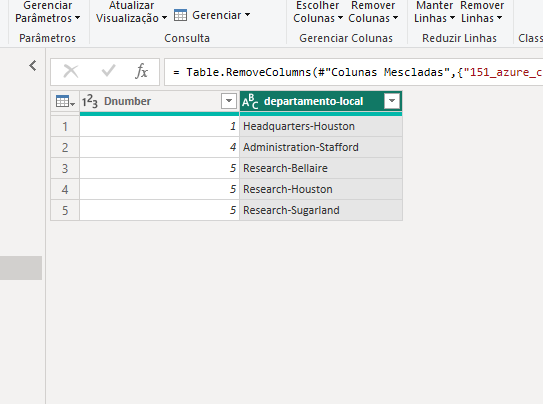 Gerenciar Parâmetros
Parâmetros
Atualizar Visualização
Gerenciar
Consulta
Escolher Colunas
Remover Colunas
Gerenciar Colunas
Manter Linhas
Remover Linhas
Reduzir Linhas
Class
fx
= Table.RemoveColumns(#"Colunas Mescladas",{"151_azure_c
123 Dnumber
ABC departamento-local
1 1 Headquarters-Houston
2 4 Administration-Stafford
3 5 Research-Bellaire
4 5 Research-Houston
5 5 Research-Sugarland